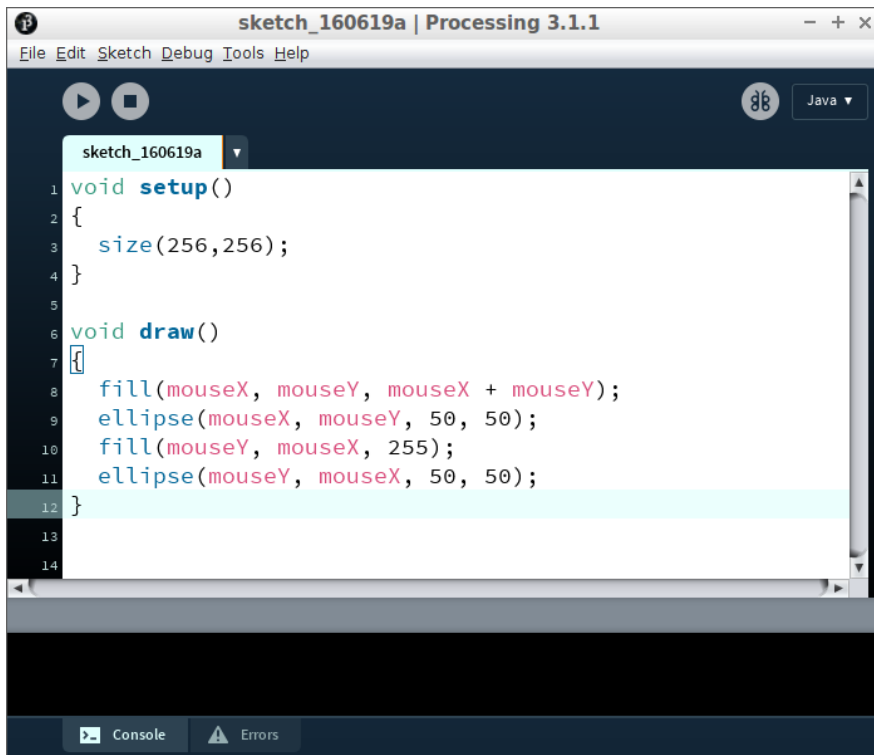 sketch_160619a | Processing 3.1.1
File Edit Sketch Debug Tools Help
Java ▼
sketch_160619a ▼
1 void setup()
2 {
3   size(256,256);
4 }
5
6 void draw()
7 {
8   fill(mouseX, mouseY, mouseX + mouseY);
9   ellipse(mouseX, mouseY, 50, 50);
10   fill(mouseY, mouseX, 255);
11   ellipse(mouseY, mouseX, 50, 50);
12 }
13
14
Console Errors